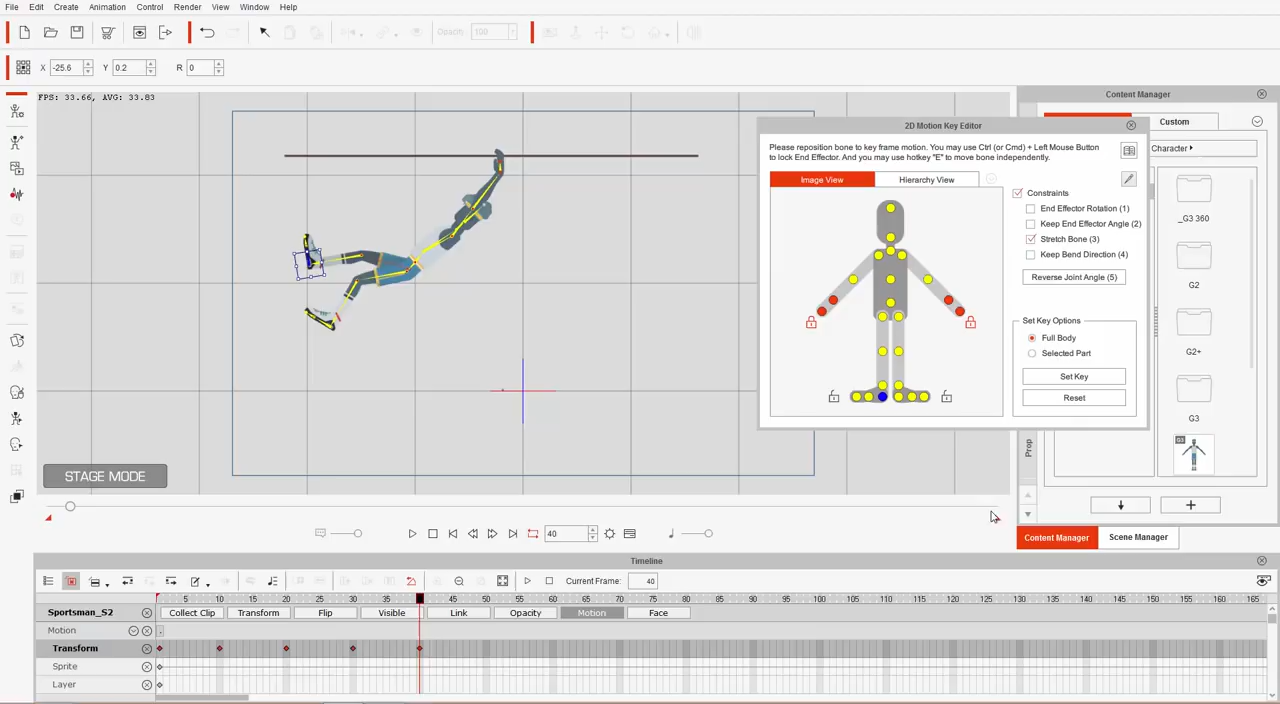 File Edit Create Animation Control Render View Window Help
Opacity: 100
X -25.6 Y 0.2 R 0
FPS: 33.66, AVG: 33.83
Content Manager
Custom
Character
_G3 360
G2
G2+
G3
G3
Prop
2D Motion Key Editor
Please reposition bone to key frame motion. You may use Ctrl (or Cmd) + Left Mouse Button
to lock End Effector. And you may use hotkey "E" to move bone independently.
Image View Hierarchy View
Constraints
End Effector Rotation (1)
Keep End Effector Angle (2)
Stretch Bone (3)
Keep Bend Direction (4)
Reverse Joint Angle (5)
Set Key Options
Full Body
Selected Part
Set Key
Reset
STAGE MODE
40
Content Manager Scene Manager
Timeline
Current Frame: 40
5 10 15 20 25 30 35 45 50 55 60 65 70 75 80 85 90 95 100 105 110 115 120 125 130 135 140 145 150 155 160 165
Sportsman_S2 Collect Clip Transform Flip Visible Link Opacity Motion Face
Motion
Transform
Sprite
Layer